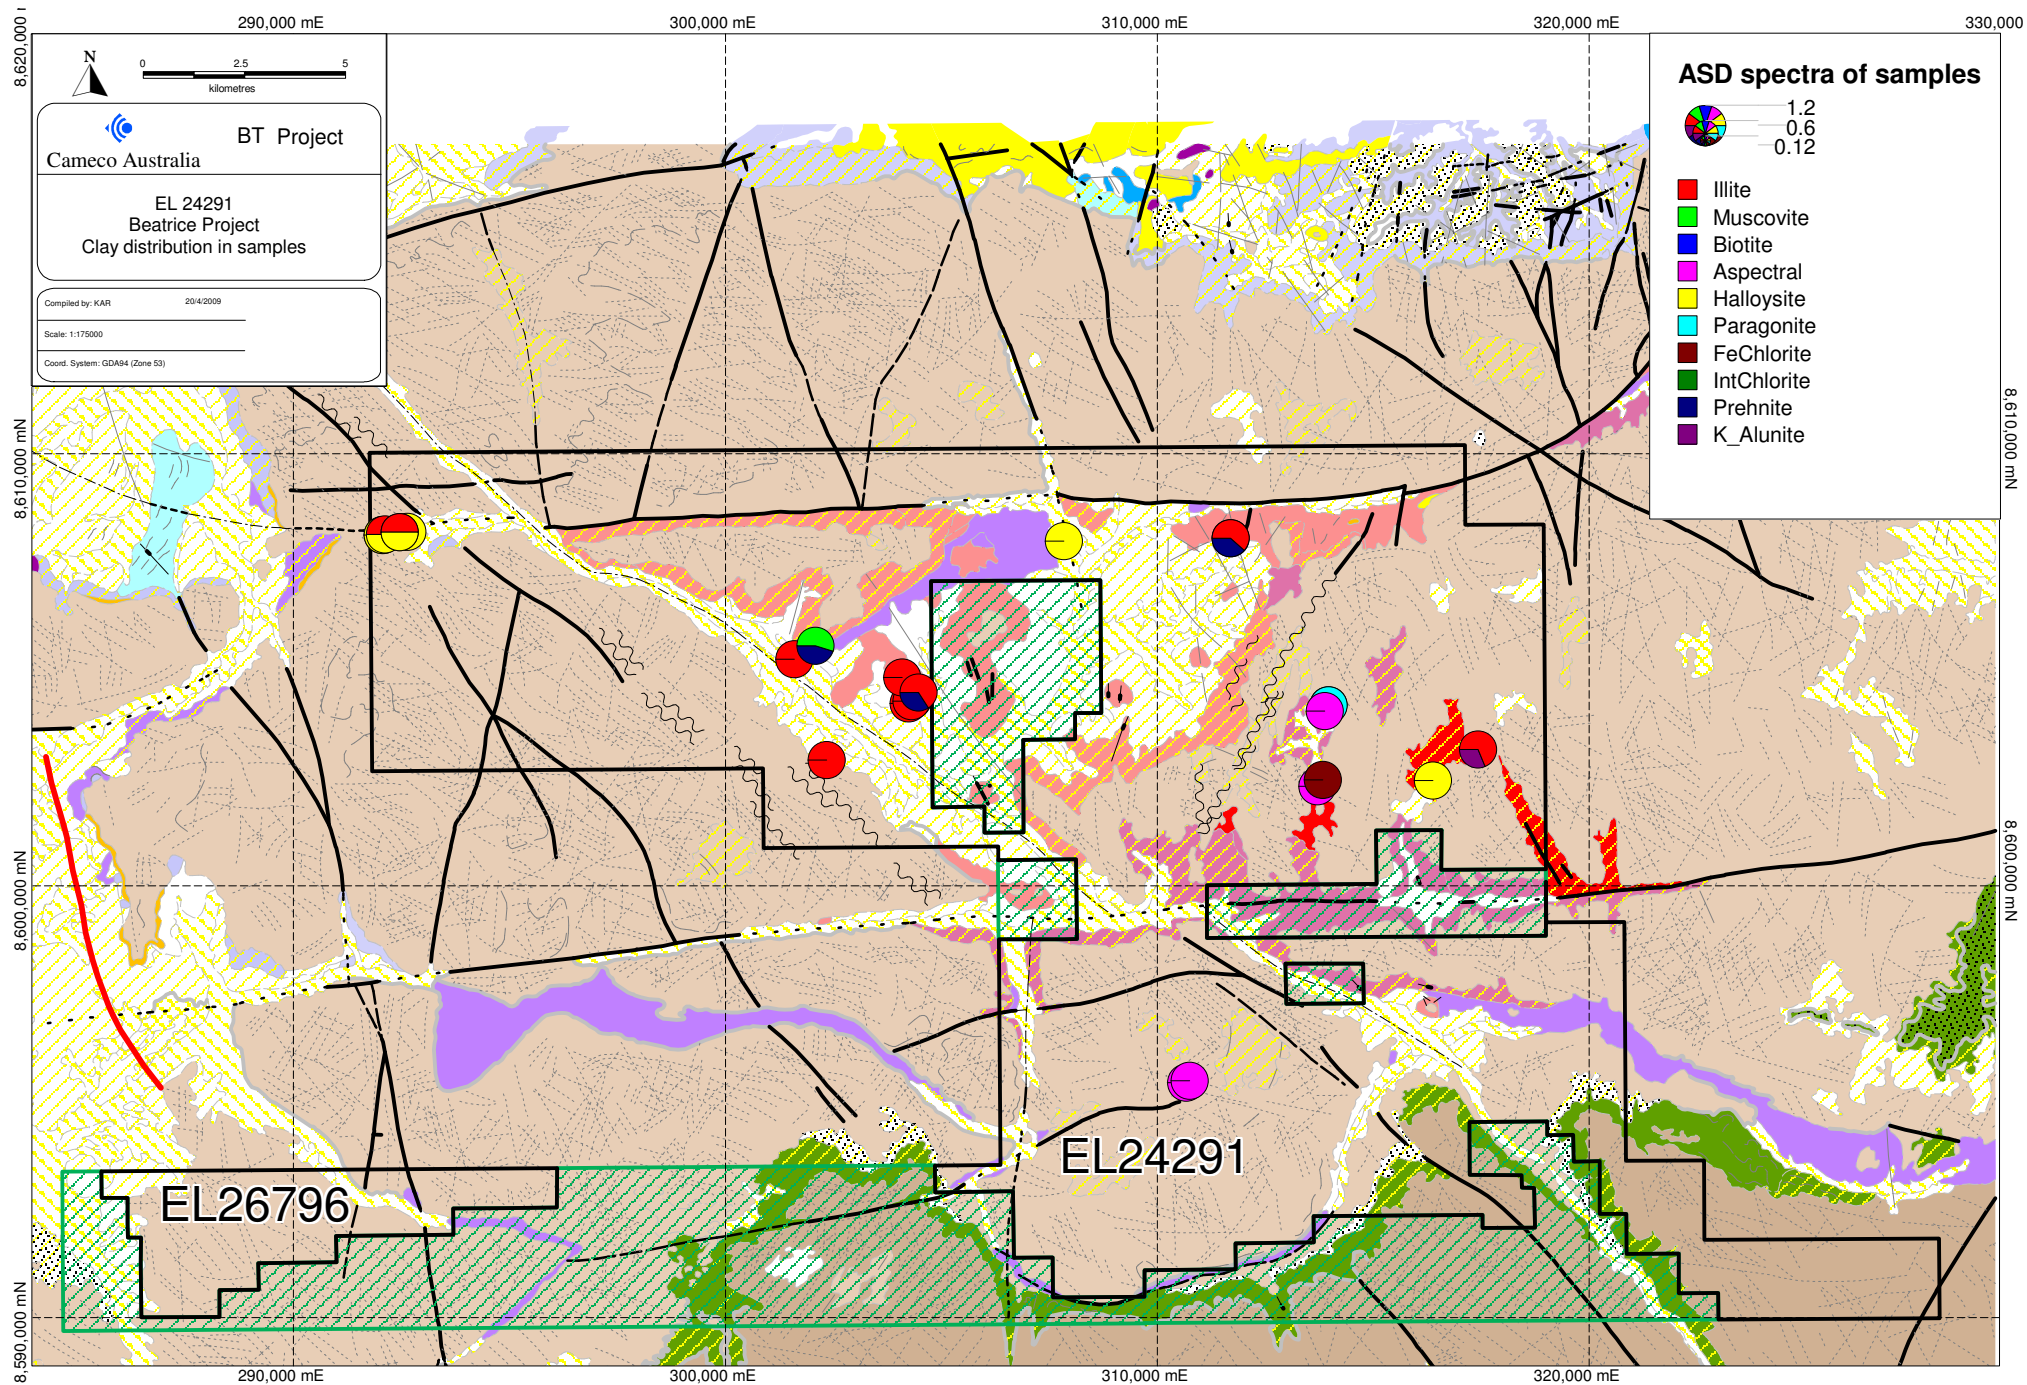 290,000 mE
300,000 mE
310,000 mE
320,000 mE
330,000
8,620,000
N
0
2.5
5
kilometres
Cameco Australia
BT Project
EL 24291
Beatrice Project
Clay distribution in samples
Compiled by: KAR
20/4/2009
Scale: 1:175000
Coord. System: GDA94 (Zone 53)
ASD spectra of samples
1.2
0.6
0.12
Illite
Muscovite
Biotite
Aspectral
Halloysite
Paragonite
FeChlorite
IntChlorite
Prehnite
K_Alunite
8,610,000 mN
8,610,000 mN
8,600,000 mN
8,600,000 mN
EL24291
EL26796
8,590,000 mN
290,000 mE
300,000 mE
310,000 mE
320,000 mE